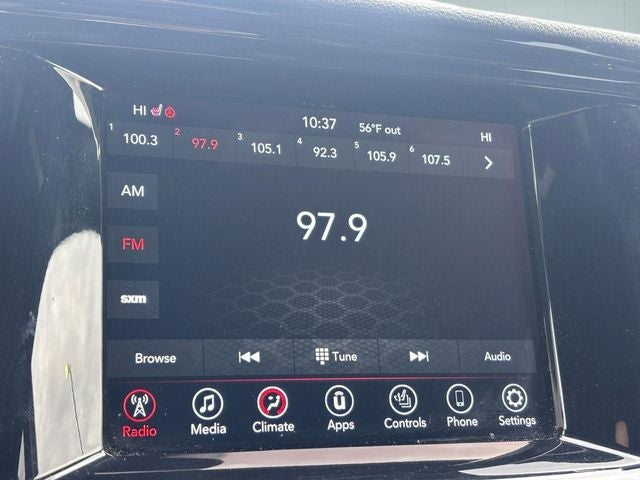 HI 10:37 56°F out HI
1 100.3 2 97.9 3 105.1 4 92.3 5 105.9 6 107.5
AM
97.9
FM
sxm
Browse Tune Audio
Radio Media Climate Apps Controls Phone Settings